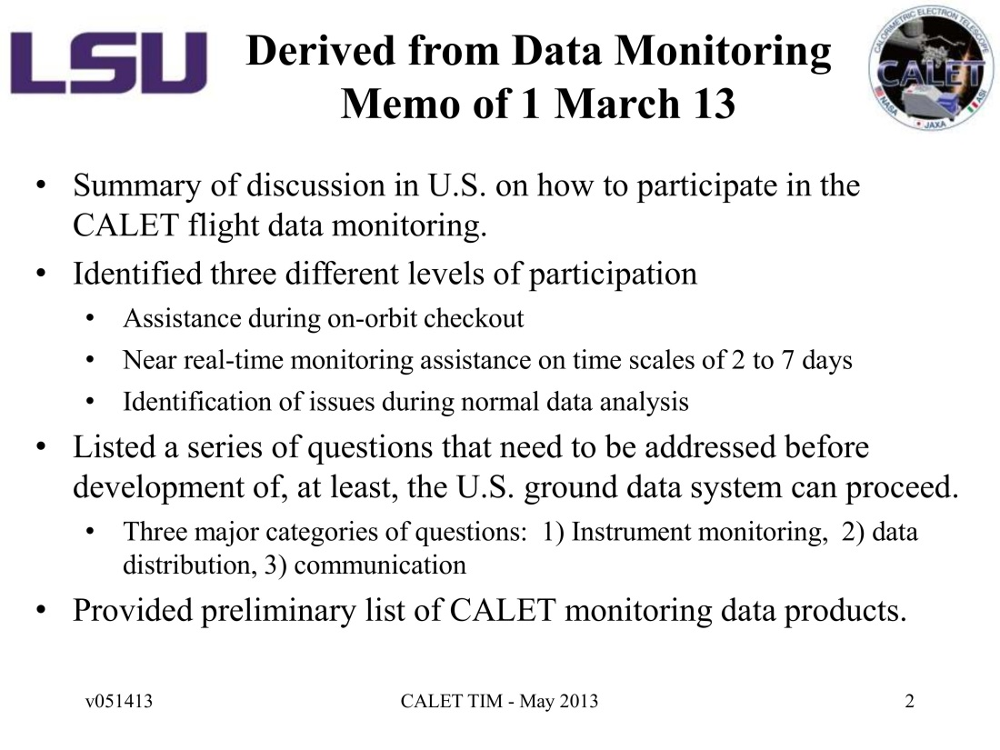 LSU
Derived from Data Monitoring
Memo of 1 March 13
CALORIMETRIC ELECTRON TELESCOPE
CALET
NASA
JAXA
ASI
• Summary of discussion in U.S. on how to participate in the
CALET flight data monitoring.
• Identified three different levels of participation
• Assistance during on-orbit checkout
• Near real-time monitoring assistance on time scales of 2 to 7 days
• Identification of issues during normal data analysis
• Listed a series of questions that need to be addressed before
development of, at least, the U.S. ground data system can proceed.
• Three major categories of questions:  1) Instrument monitoring,  2) data
distribution, 3) communication
• Provided preliminary list of CALET monitoring data products.
v051413
CALET TIM - May 2013
2